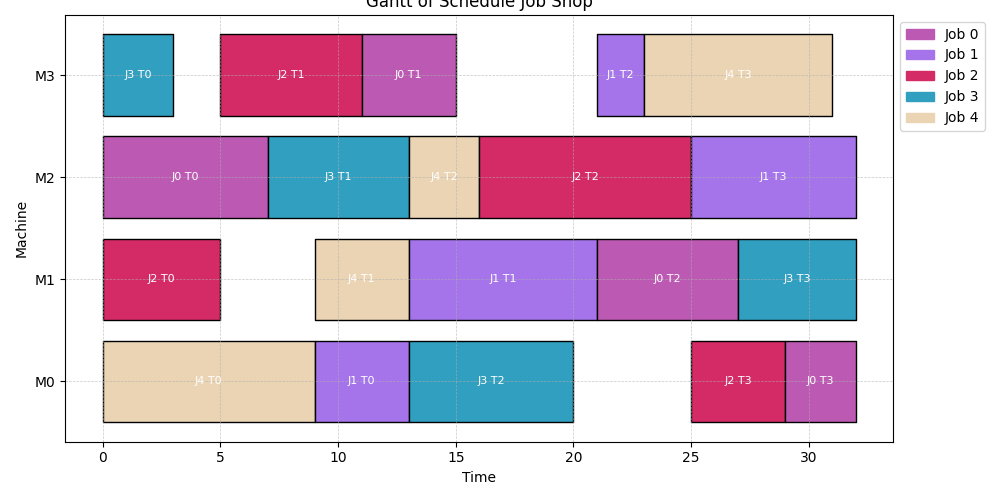 Gantt of Schedule Job Shop
Job 0
Job 1
Job 2
Job 3
Job 4
Machine
M3
J3 T0
J2 T1
J0 T1
J1 T2
J4 T3
M2
J0 T0
J3 T1
J4 T2
J2 T2
J1 T3
M1
J2 T0
J4 T1
J1 T1
J0 T2
J3 T3
M0
J4 T0
J1 T0
J3 T2
J2 T3
J0 T3
0
5
10
15
20
25
30
Time